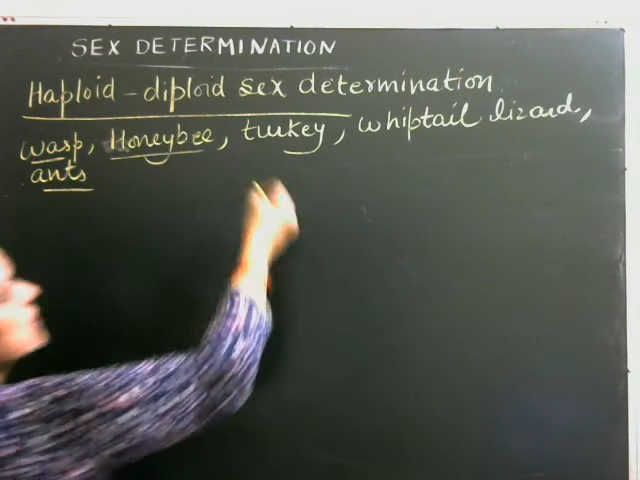 SEX DETERMINATION
Haploid-diploid sex determination
wasp, Honeybee, turkey, whiptail lizard,
ants